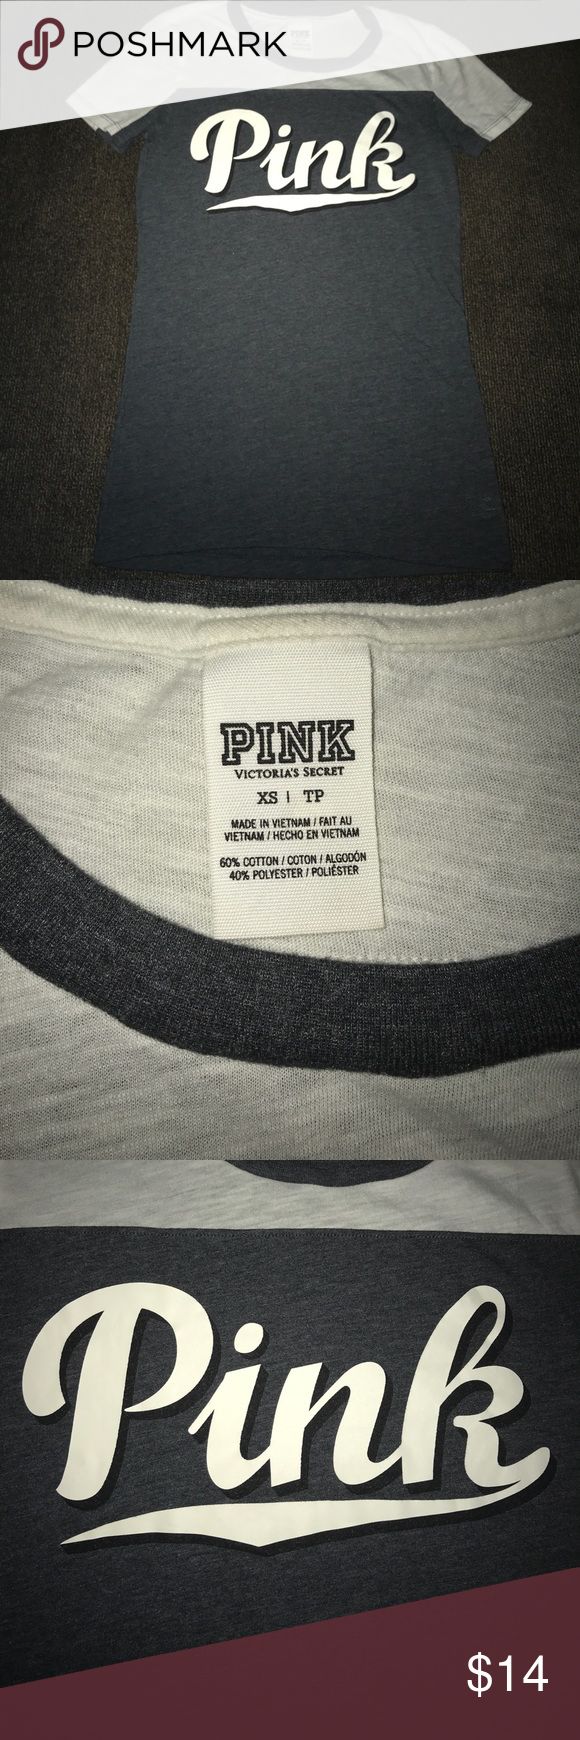 POSHMARK
PINK
Pink
PINK
VICTORIA'S SECRET
XS | TP
MADE IN VIETNAM / FAIT AU
VIETNAM / HECHO EN VIETNAM
60% COTTON / COTON / ALGODÓN
40% POLYESTER / POLIÉSTER
Pink
$14